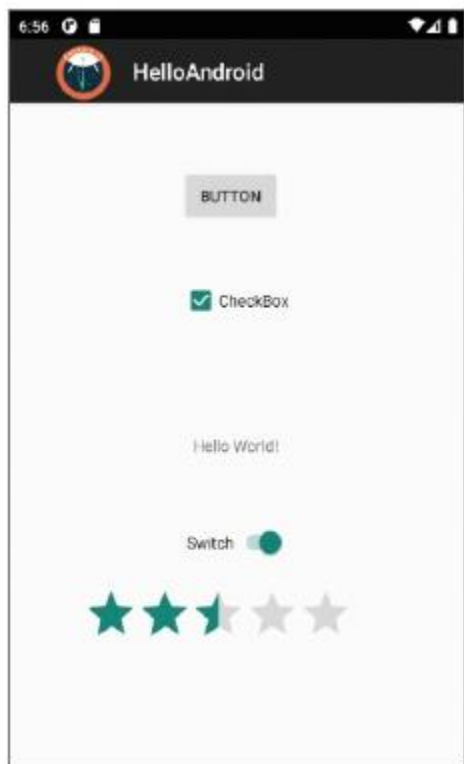 6:56
HelloAndroid
BUTTON
CheckBox
Hello World!
Switch